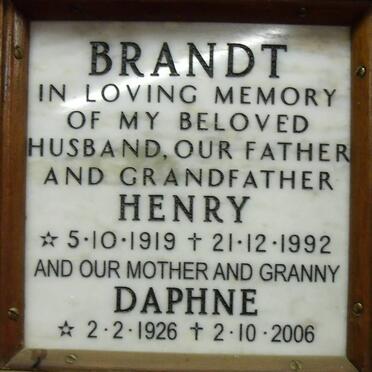 BRANDT
IN LOVING MEMORY
OF MY BELOVED
HUSBAND, OUR FATHER
AND GRANDFATHER
HENRY
☆ 5·10·1919 ✝ 21·12·1992
AND OUR MOTHER AND GRANNY
DAPHNE
☆ 2·2·1926 ✝ 2·10·2006